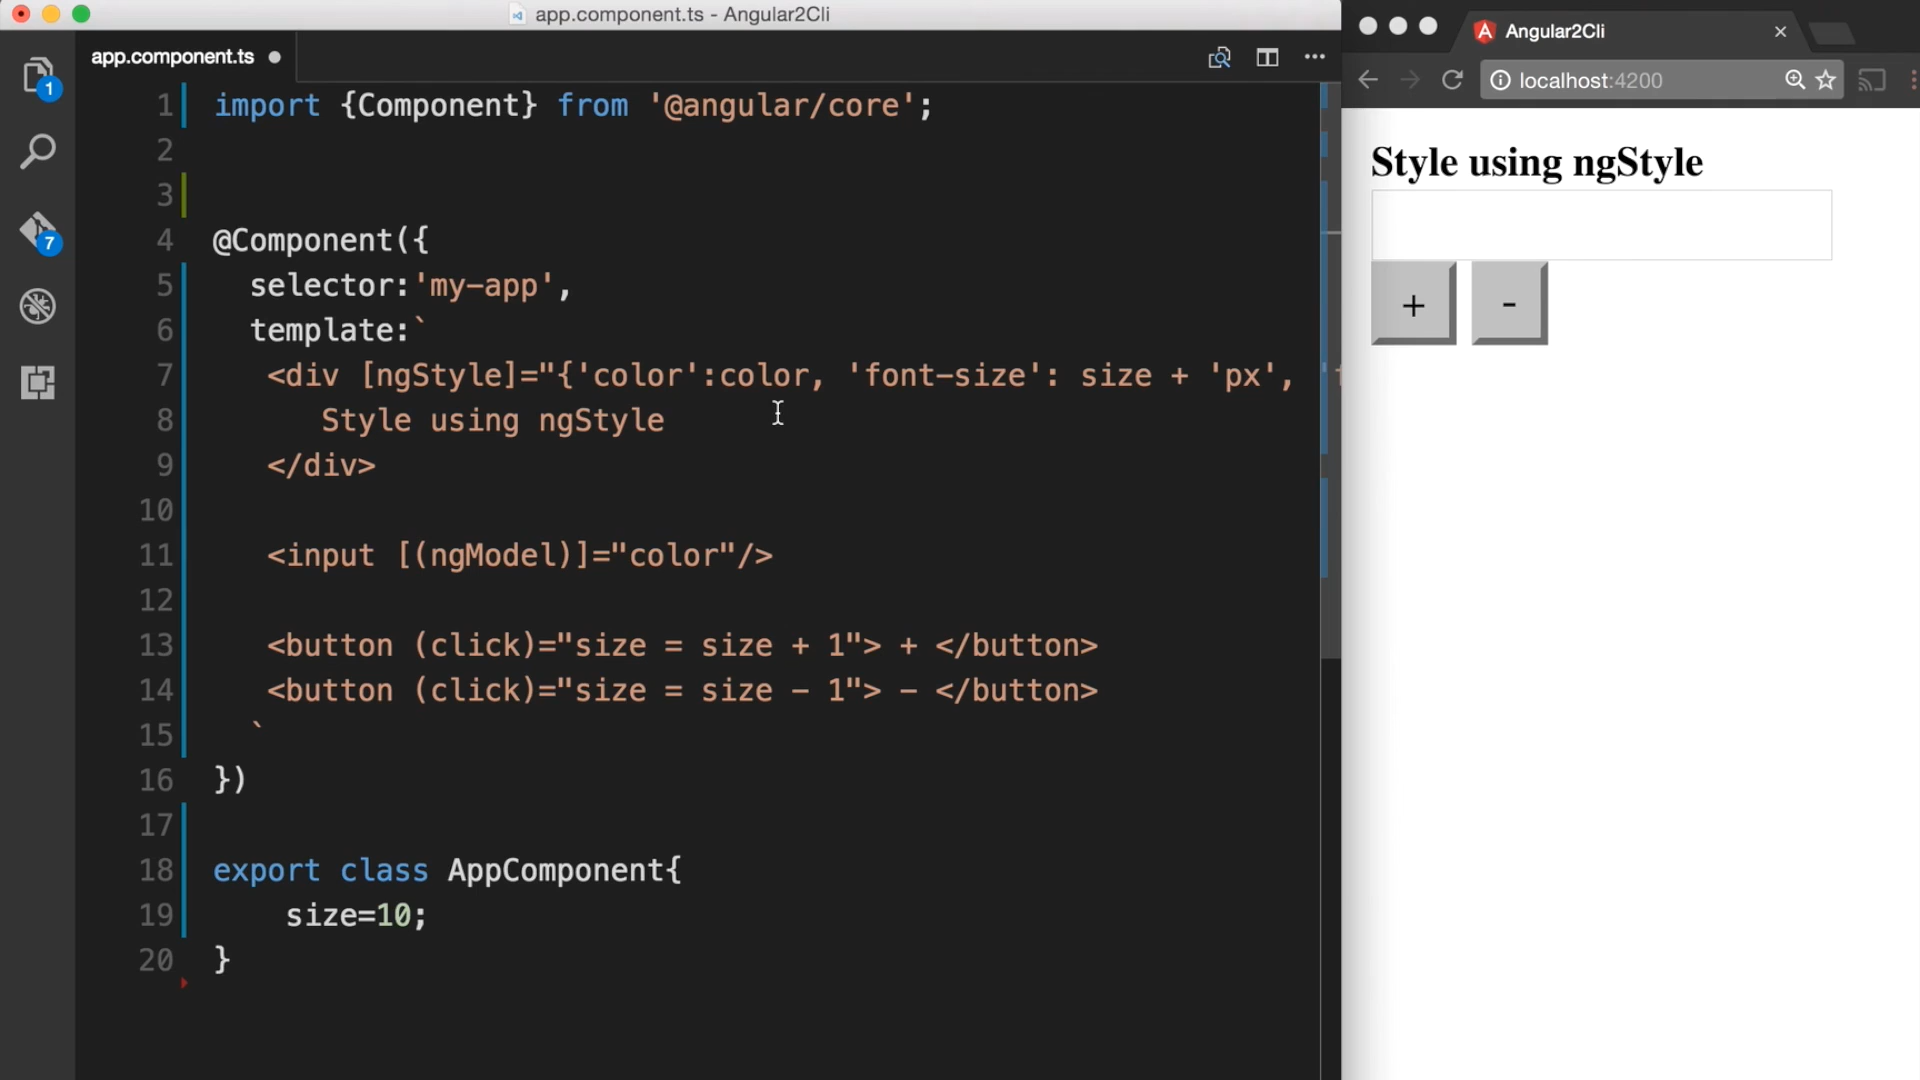 app.component.ts - Angular2Cli
app.component.ts
1 import {Component} from '@angular/core';
2
3
4 @Component({
5 selector:'my-app',
6 template:`
7 <div [ngStyle]="{'color':color, 'font-size': size + 'px', 'f
8 Style using ngStyle
9 </div>
10
11 <input [(ngModel)]="color"/>
12
13 <button (click)="size = size + 1"> + </button>
14 <button (click)="size = size - 1"> - </button>
15 `
16 })
17
18 export class AppComponent{
19 size=10;
20 }
1
7
Angular2Cli
localhost:4200
Style using ngStyle
+ -